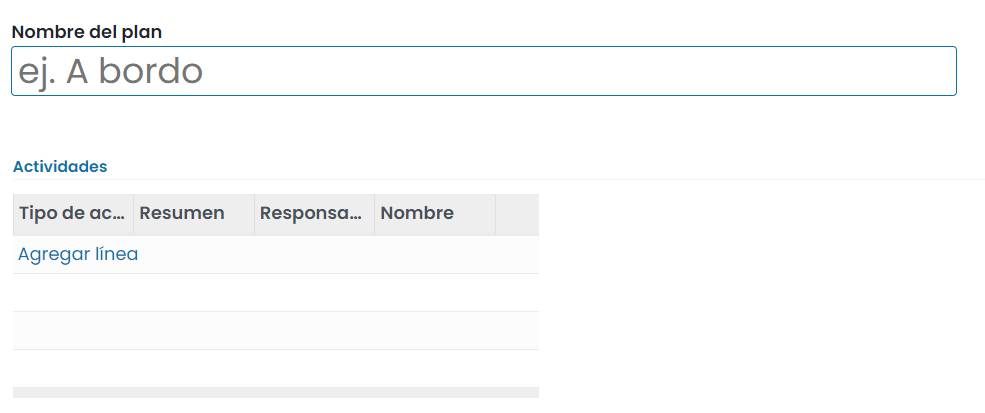 Nombre del plan
ej. A bordo
Actividades
Tipo de ac... Resumen Responsa... Nombre
Agregar línea